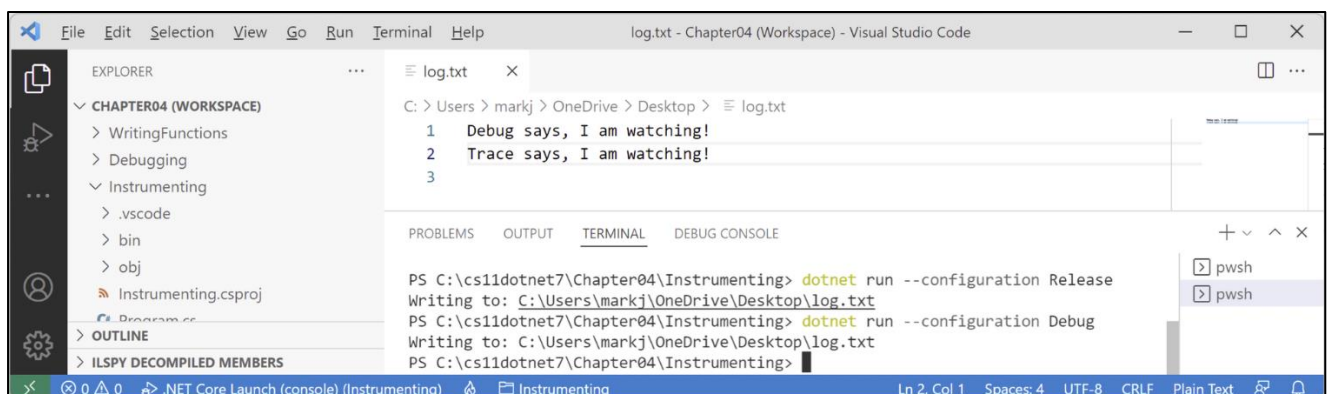 File Edit Selection View Go Run Terminal Help log.txt - Chapter04 (Workspace) - Visual Studio Code
EXPLORER
log.txt
CHAPTER04 (WORKSPACE)
WritingFunctions
Debugging
Instrumenting
.vscode
bin
obj
Instrumenting.csproj
Program.cs
OUTLINE
ILSPY DECOMPILED MEMBERS
C: > Users > markj > OneDrive > Desktop > log.txt
1 Debug says, I am watching!
2 Trace says, I am watching!
3
PROBLEMS OUTPUT TERMINAL DEBUG CONSOLE
PS C:\cs11dotnet7\Chapter04\Instrumenting> dotnet run --configuration Release
Writing to: C:\Users\markj\OneDrive\Desktop\log.txt
PS C:\cs11dotnet7\Chapter04\Instrumenting> dotnet run --configuration Debug
Writing to: C:\Users\markj\OneDrive\Desktop\log.txt
PS C:\cs11dotnet7\Chapter04\Instrumenting>
pwsh
pwsh
0 0 .NET Core Launch (console) (Instrumenting) Instrumenting Ln 2, Col 1 Spaces: 4 UTF-8 CRLF Plain Text